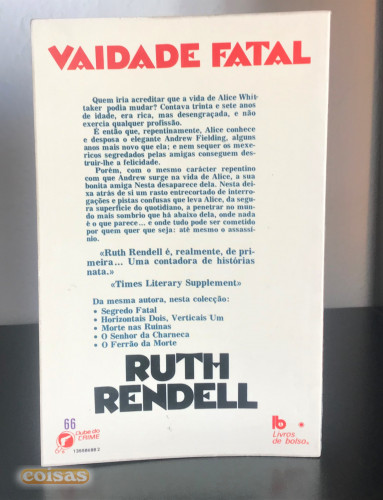 VAIDADE FATAL
Quem iria acreditar que a vida de Alice Whit-
taker podia mudar? Contava trinta e sete anos
de idade, era rica, mas desengraçada, e não
exercia qualquer profissão.
É então que, repentinamente, Alice conhece
e desposa o elegante Andrew Fielding, alguns
anos mais novo que ela; e nem sequer os mexe-
ricos segredados pelas amigas conseguem des-
truir-lhe a felicidade.
Porém, com o mesmo carácter repentino
com que Andrew surge na vida de Alice, a sua
bonita amiga Nesta desaparece dela. Nesta dei-
xa atrás de si um rasto entrecortado de interro-
gações e pistas confusas que leva Alice, da segu-
ra superfície do quotidiano, a penetrar no mun-
do mais sombrio que há abaixo dela, onde nada
é o que parece... e onde tudo pode ser cometido
por quem quer que seja: até mesmo o assassí-
nio.
«Ruth Rendell é, realmente, de pri-
meira... Uma contadora de histórias
nata.»
«Times Literary Supplement»
Da mesma autora, nesta colecção:
• Segredo Fatal
• Horizontais Dois, Verticais Um
• Morte nas Ruínas
• O Senhor da Charneca
• O Ferrão da Morte
RUTH
RENDELL
66
Clube do
CRIME
lb
Livros
de bolso
coisas